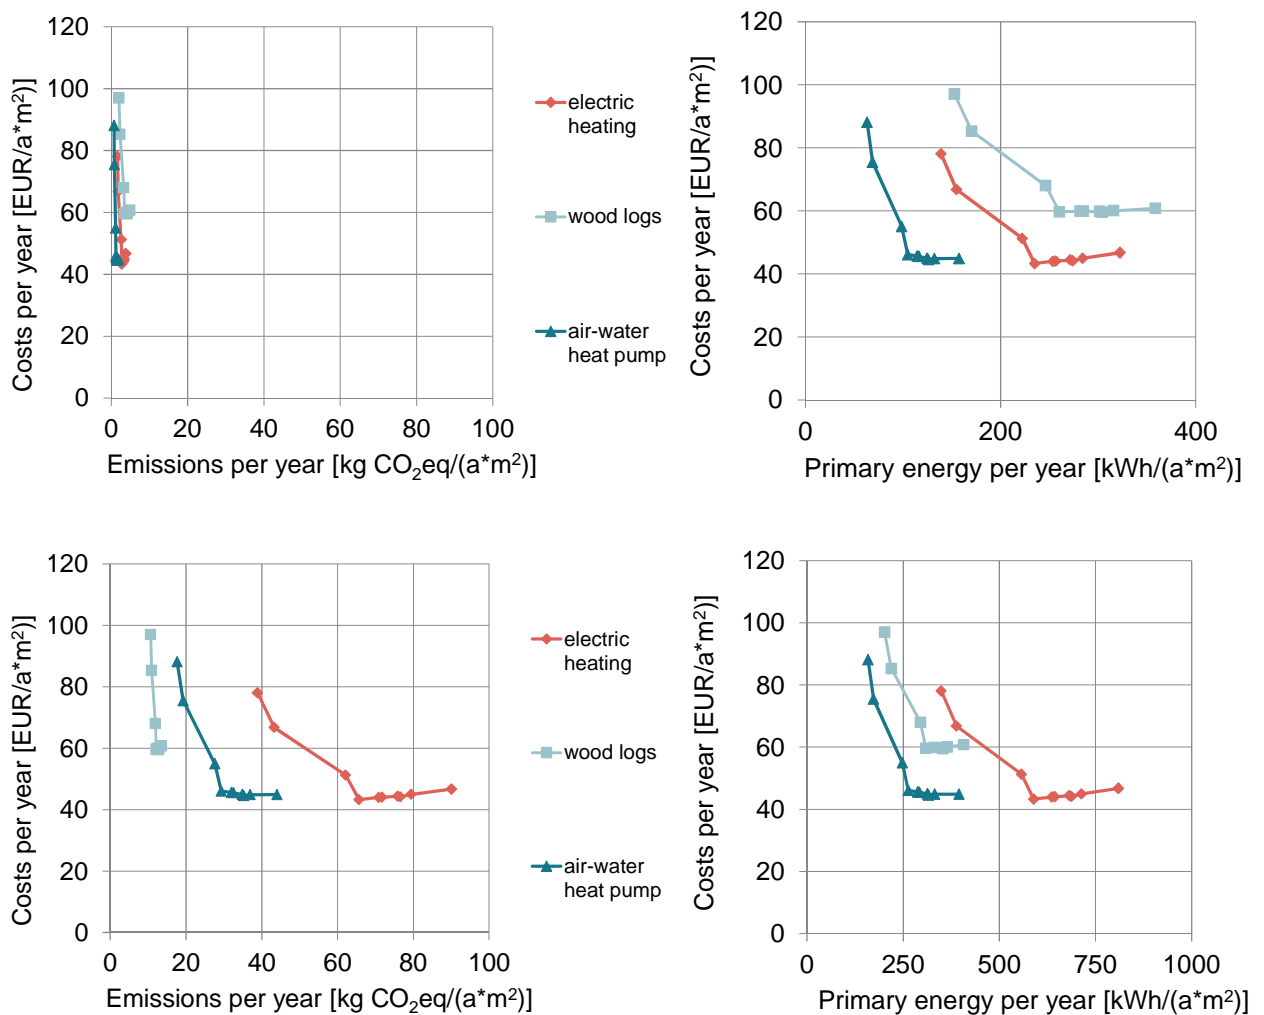 120
100
80
60
40
20
0
Costs per year [EUR/a*m²)]
0 20 40 60 80 100
Emissions per year [kg CO₂eq/(a*m²)]
electric
heating
wood logs
air-water
heat pump
120
100
80
60
40
20
0
Costs per year [EUR/a*m²)]
0 200 400
Primary energy per year [kWh/(a*m²)]
120
100
80
60
40
20
0
Costs per year [EUR/a*m²)]
0 20 40 60 80 100
Emissions per year [kg CO₂eq/(a*m²)]
electric
heating
wood logs
air-water
heat pump
120
100
80
60
40
20
0
Costs per year [EUR/a*m²)]
0 250 500 750 1000
Primary energy per year [kWh/(a*m²)]